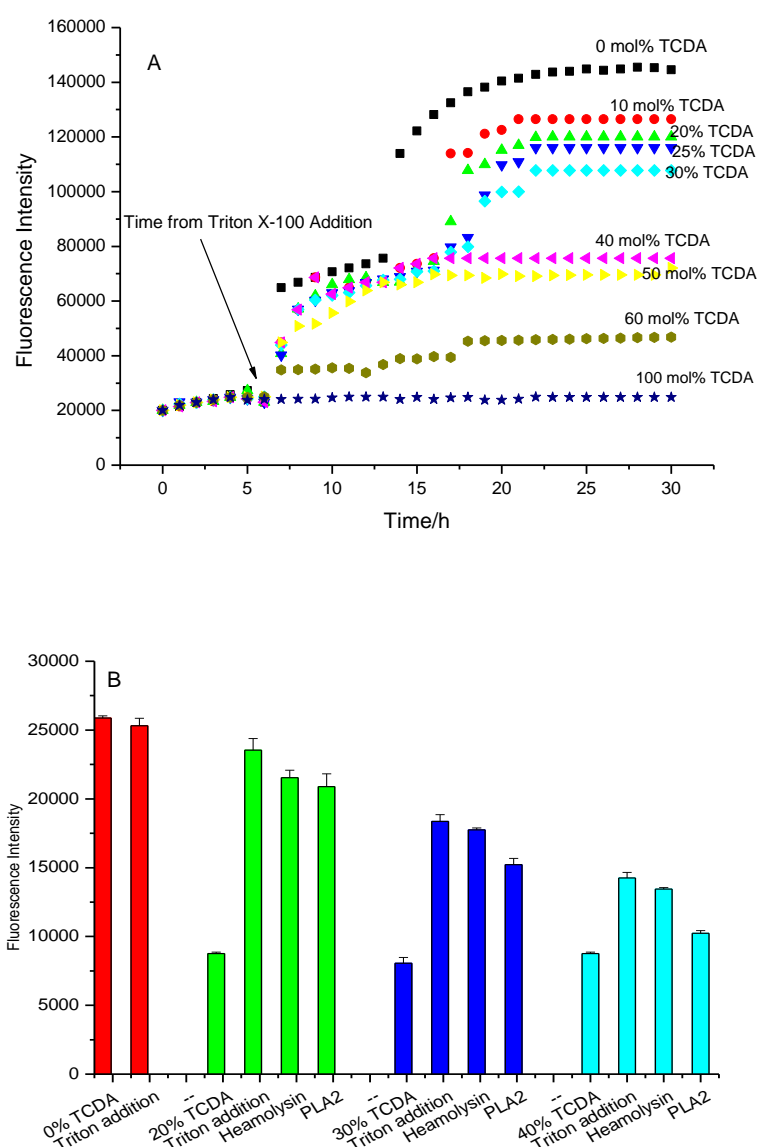 160000
140000
120000
100000
80000
60000
40000
20000
0
Fluorescence Intensity
A
0 mol% TCDA
10 mol% TCDA
20% TCDA
25% TCDA
30% TCDA
Time from Triton X-100 Addition
40 mol% TCDA
50 mol% TCDA
60 mol% TCDA
100 mol% TCDA
0 5 10 15 20 25 30
Time/h
30000
25000
20000
15000
10000
5000
0
Fluorescence Intensity
B
0% TCDA
Triton addition
--
20% TCDA
Triton addition
Heamolysin
PLA2
--
30% TCDA
Triton addition
Heamolysin
PLA2
--
40% TCDA
Triton addition
Heamolysin
PLA2